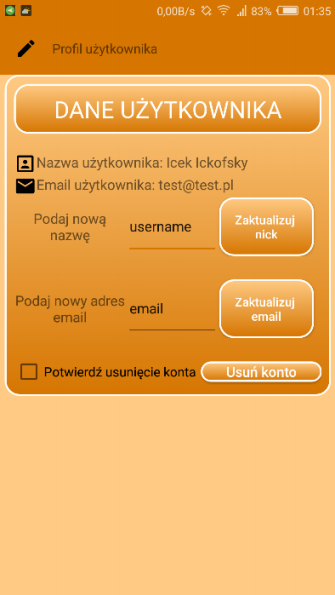 0,00B/s 83% 01:35
Profil użytkownika
DANE UŻYTKOWNIKA
Nazwa użytkownika: Icek Ickofsky
Email użytkownika: test@test.pl
Podaj nową
nazwę
username
Zaktualizuj
nick
Podaj nowy adres
email
email
Zaktualizuj
email
Potwierdź usunięcie konta
Usuń konto